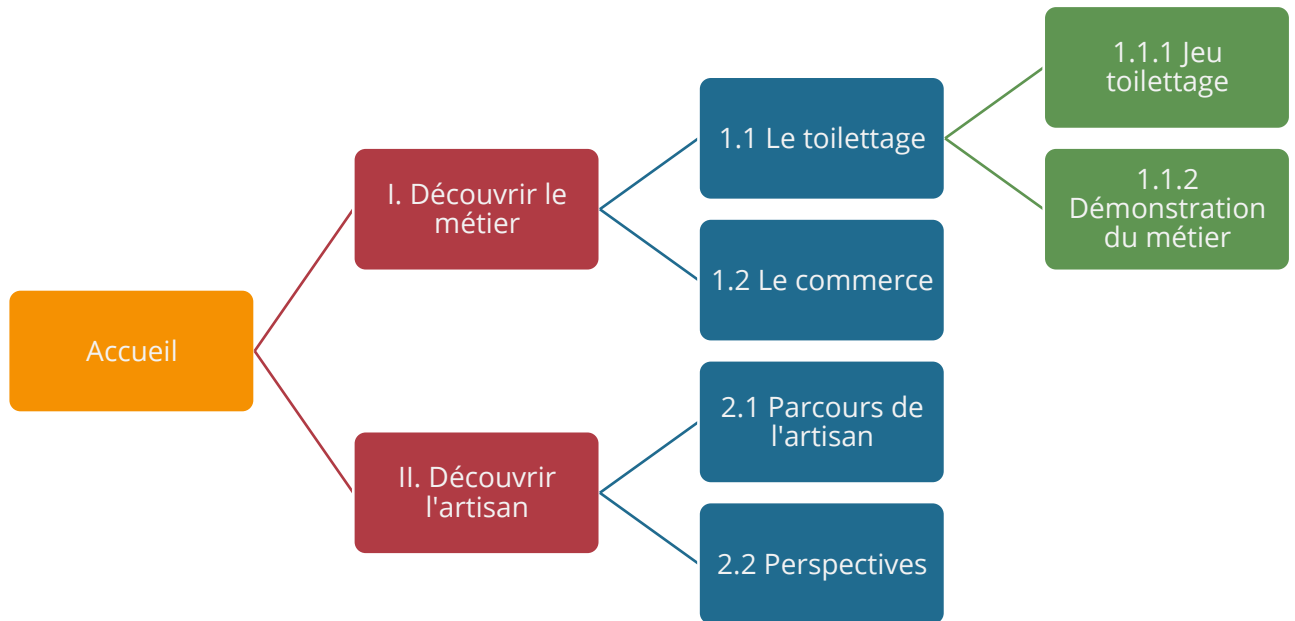 Accueil
I. Découvrir le
métier
1.1 Le toilettage
1.1.1 Jeu
toilettage
1.1.2
Démonstration
du métier
1.2 Le commerce
II. Découvrir
l'artisan
2.1 Parcours de
l'artisan
2.2 Perspectives